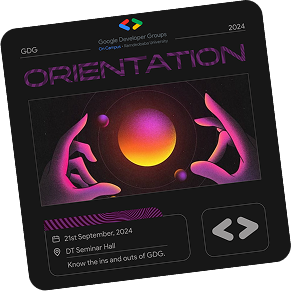 GDG
2024
Google Developer Groups
On Campus
ORIENTATION
21st September, 2024
DT Seminar Hall
Know the ins and outs of GDG.